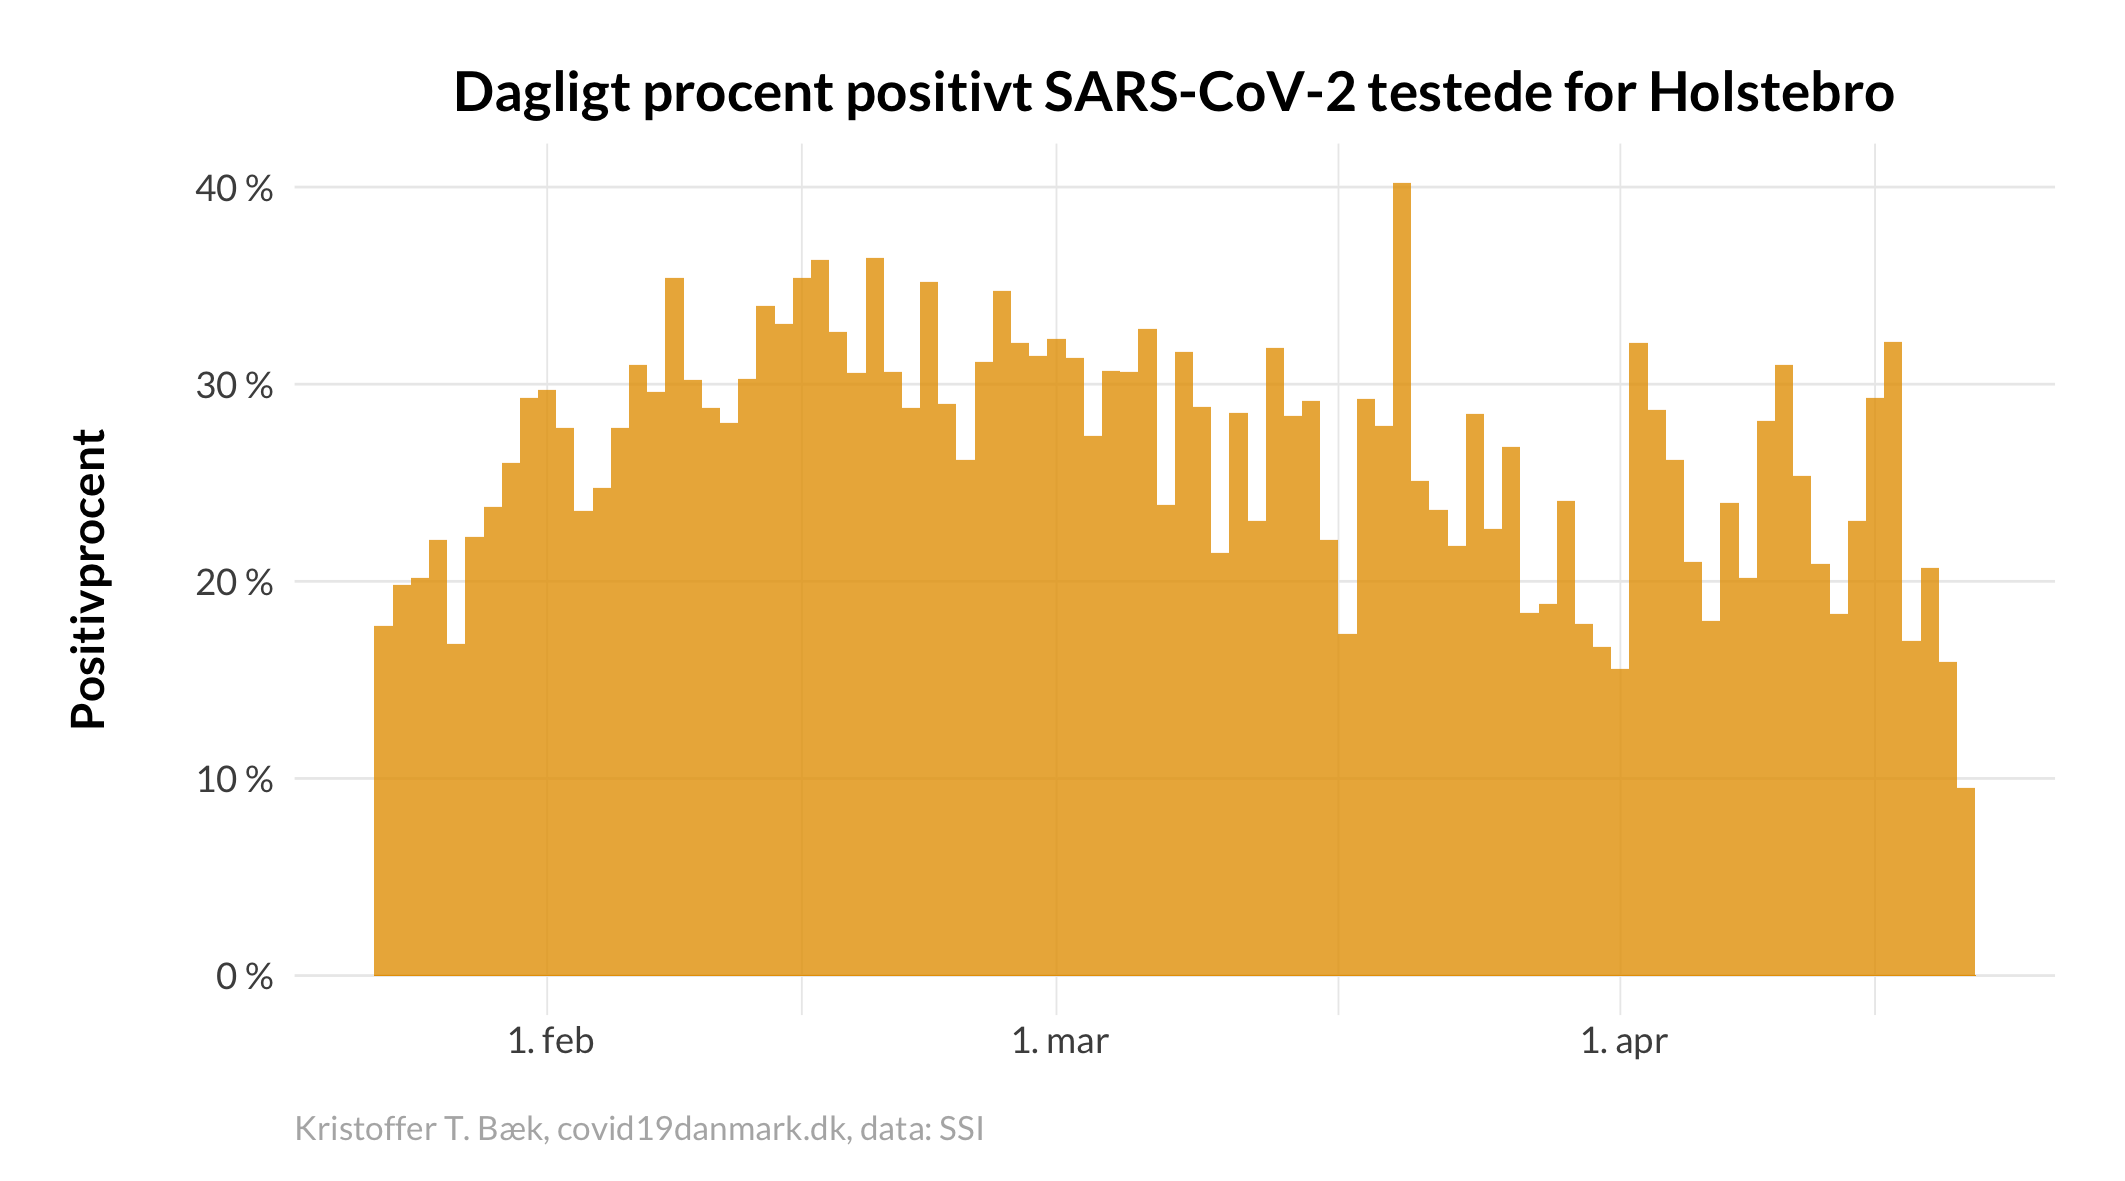 Dagligt procent positivt SARS-CoV-2 testede for Holstebro
Positivprocent
40 %
30 %
20 %
10 %
0 %
1. feb
1. mar
1. apr
Kristoffer T. Bæk, covid19danmark.dk, data: SSI